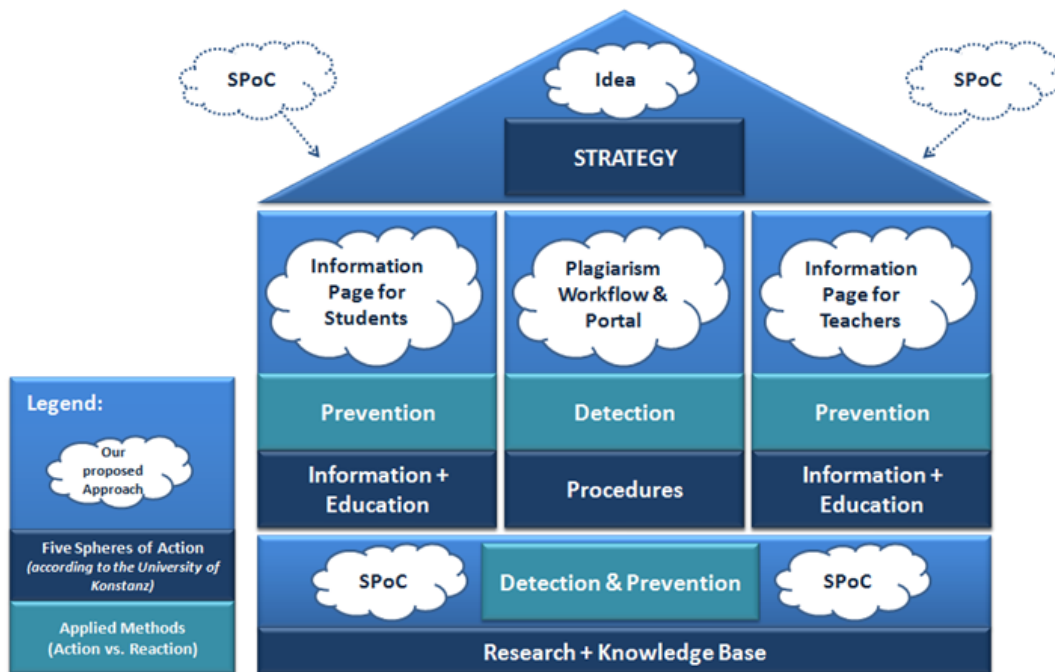 SPoC
Idea
SPoC
STRATEGY
Information
Page for
Students
Plagiarism
Workflow &
Portal
Information
Page for
Teachers
Prevention
Detection
Prevention
Information +
Education
Procedures
Information +
Education
SPoC
Detection & Prevention
SPoC
Research + Knowledge Base
Legend:
Our
proposed
Approach
Five Spheres of Action
(according to the University of
Konstanz)
Applied Methods
(Action vs. Reaction)